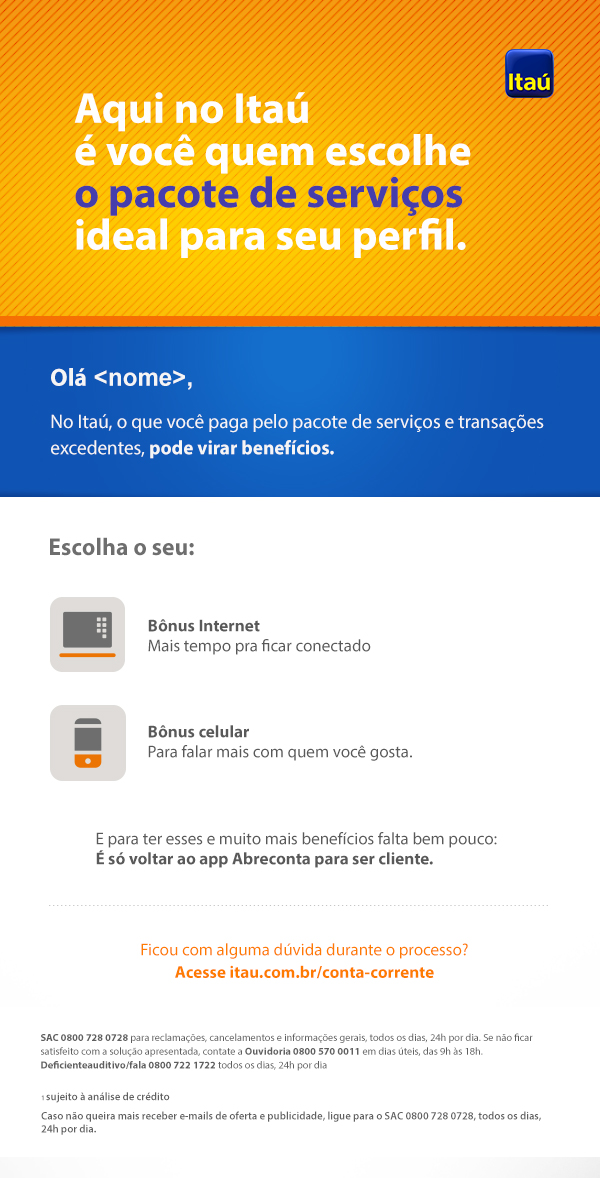 Itaú
Aqui no Itaú
é você quem escolhe
o pacote de serviços
ideal para seu perfil.
Olá <nome>,
No Itaú, o que você paga pelo pacote de serviços e transações
excedentes, pode virar benefícios.
Escolha o seu:
Bônus Internet
Mais tempo pra ficar conectado
Bônus celular
Para falar mais com quem você gosta.
E para ter esses e muito mais benefícios falta bem pouco:
É só voltar ao app Abreconta para ser cliente.
Ficou com alguma dúvida durante o processo?
Acesse itau.com.br/conta-corrente
SAC 0800 728 0728 para reclamações, cancelamentos e informações gerais, todos os dias, 24h por dia. Se não ficar
satisfeito com a solução apresentada, contate a Ouvidoria 0800 570 0011 em dias úteis, das 9h às 18h.
Deficienteauditivo/fala 0800 722 1722 todos os dias, 24h por dia
1 sujeito à análise de crédito
Caso não queira mais receber e-mails de oferta e publicidade, ligue para o SAC 0800 728 0728, todos os dias,
24h por dia.